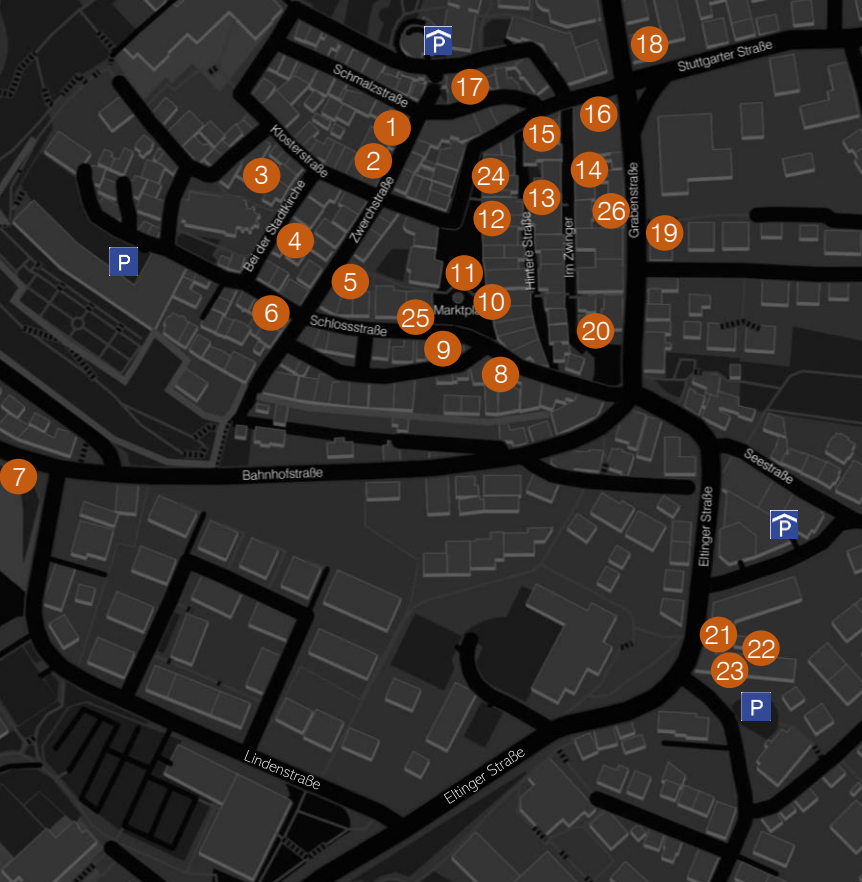 P
18
Stuttgarter Straße
Schmalzstraße
17
16
1
15
Klosterstraße
2
3
24
14
13
Bei der Stadtkirche
Zwerchstraße
12
Hintere Straße
Im Zwinger
26
Grabenstraße
19
4
P
11
5
10
Marktpl
6
25
Schlossstraße
20
9
8
7
Bahnhofstraße
Seestraße
Eltinger Straße
P
21
22
23
P
Lindenstraße
Eltinger Straße